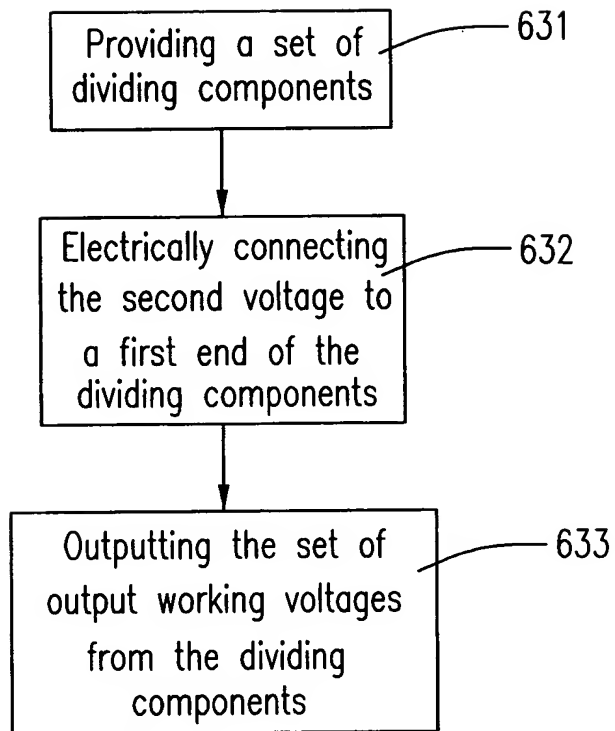 Providing a set of
dividing components
631
Electrically connecting
the second voltage to
a first end of the
dividing components
632
Outputting the set of
output working voltages
from the dividing
components
633